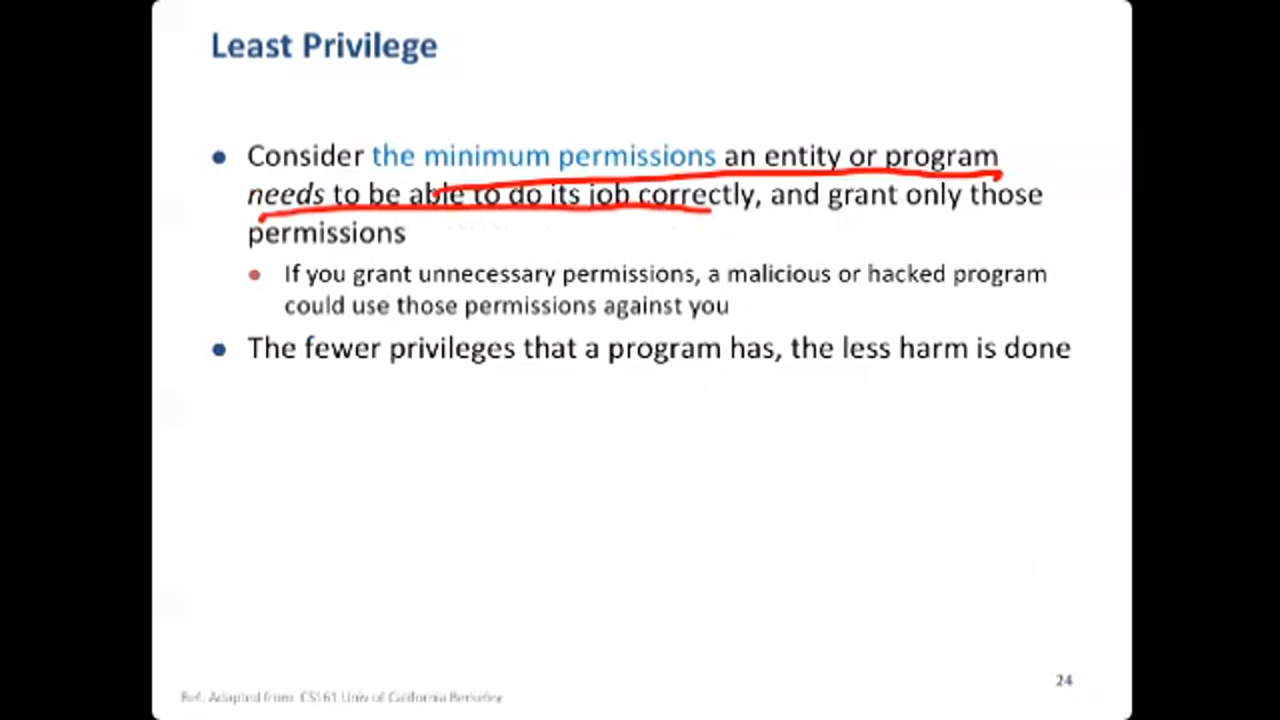 Least Privilege
• Consider the minimum permissions an entity or program
needs to be able to do its job correctly, and grant only those
permissions
• If you grant unnecessary permissions, a malicious or hacked program
could use those permissions against you
• The fewer privileges that a program has, the less harm is done
24
Ref: Adapted from: CS161 Univ of California Berkeley